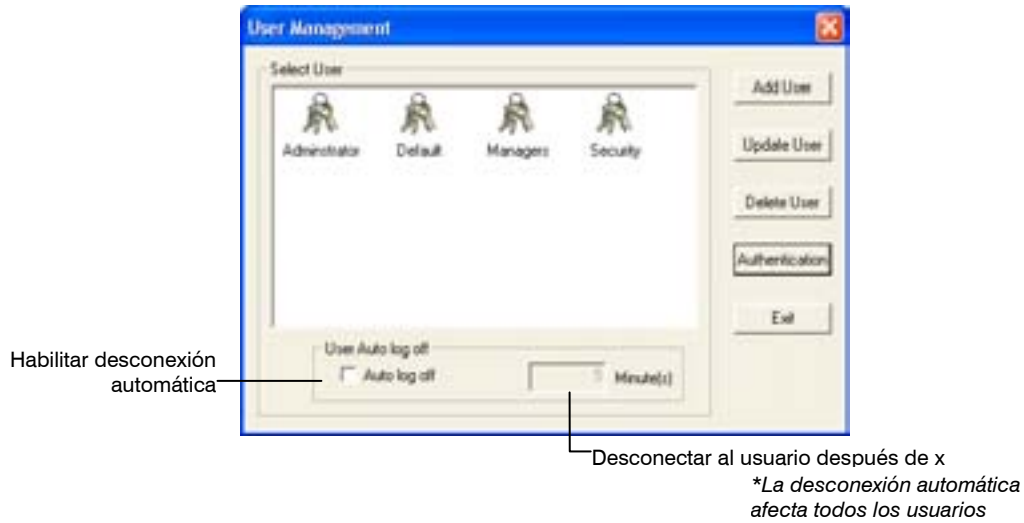 User Management
Select User
Adminstrator Default Managers Security
Add User
Update User
Delete User
Authentication
Exit
User Auto log off
Auto log off 5 Minute(s)
Habilitar desconexión
automática
Desconectar al usuario después de x
*La desconexión automática
afecta todos los usuarios